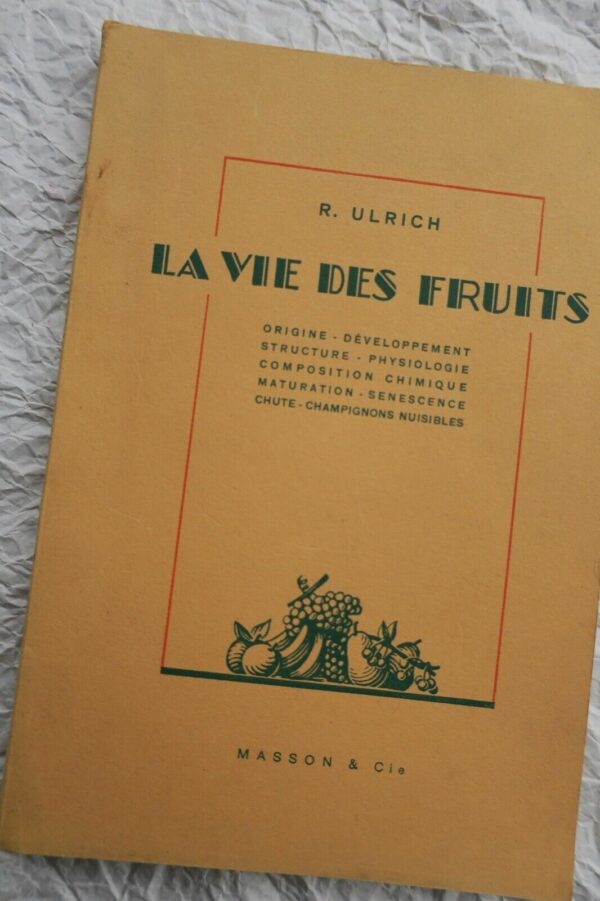 R. ULRICH
LA VIE DES FRUITS
ORIGINE - DÉVELOPPEMENT
STRUCTURE - PHYSIOLOGIE
COMPOSITION CHIMIQUE
MATURATION - SENESCENCE
CHUTE - CHAMPIGNONS NUISIBLES
MASSON & Cie